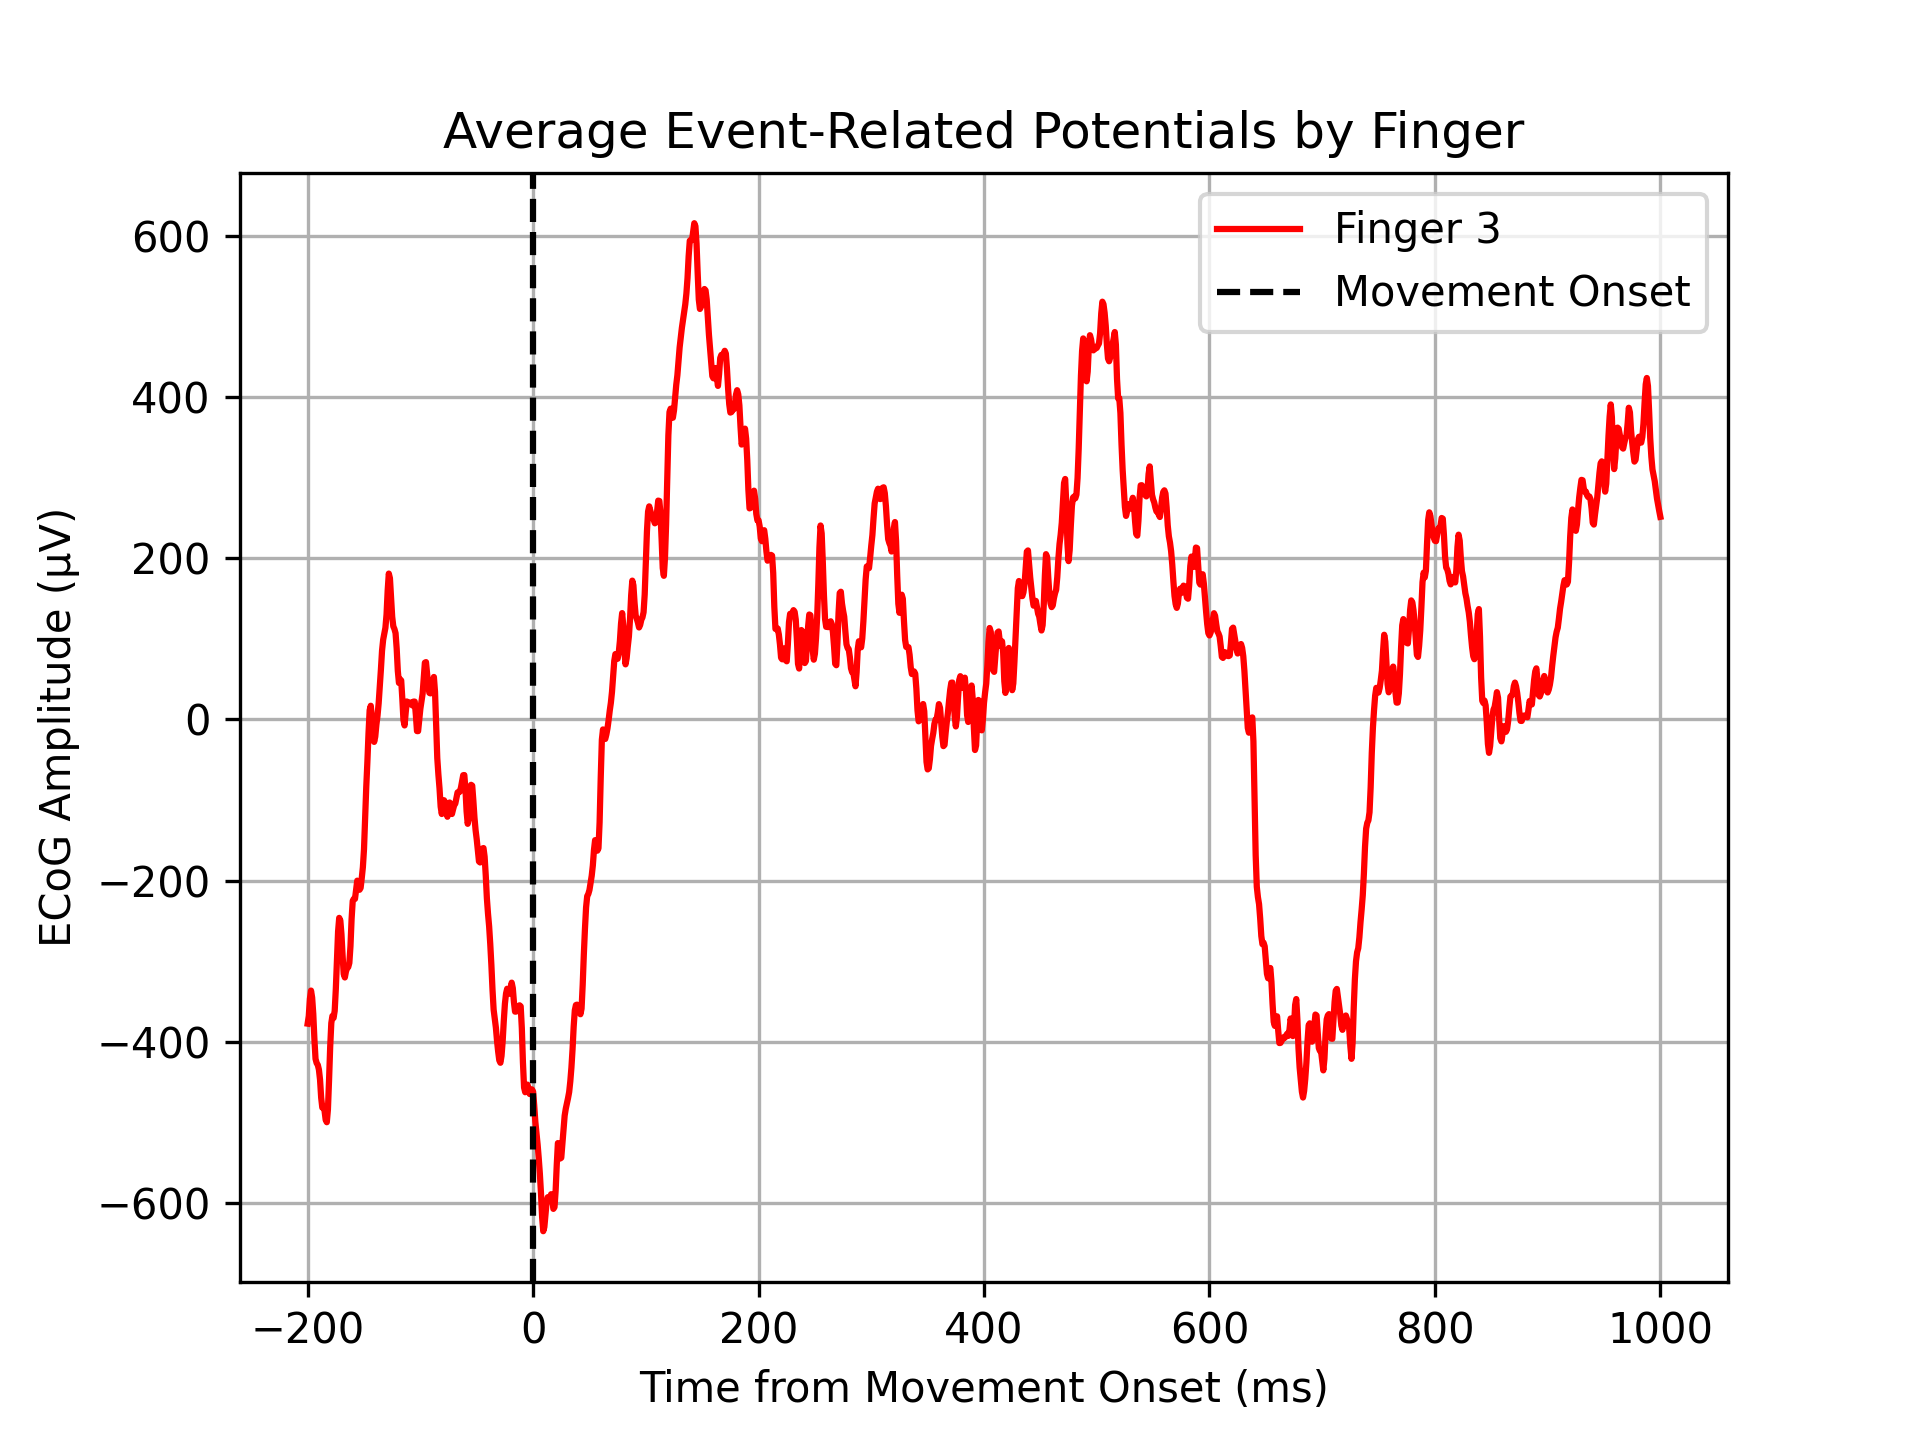 Average Event-Related Potentials by Finger
Finger 3
Movement Onset
ECoG Amplitude (µV)
600
400
200
0
−200
−400
−600
−200 0 200 400 600 800 1000
Time from Movement Onset (ms)